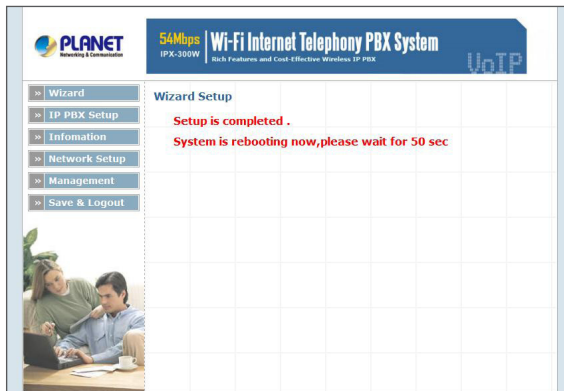 PLANET
Networking & Communication
54Mbps
IPX-300W
Wi-Fi Internet Telephony PBX System
Rich Features and Cost-Effective Wireless IP PBX
VoIP
» Wizard
» IP PBX Setup
» Infomation
» Network Setup
» Management
» Save & Logout
Wizard Setup
Setup is completed .
System is rebooting now,please wait for 50 sec